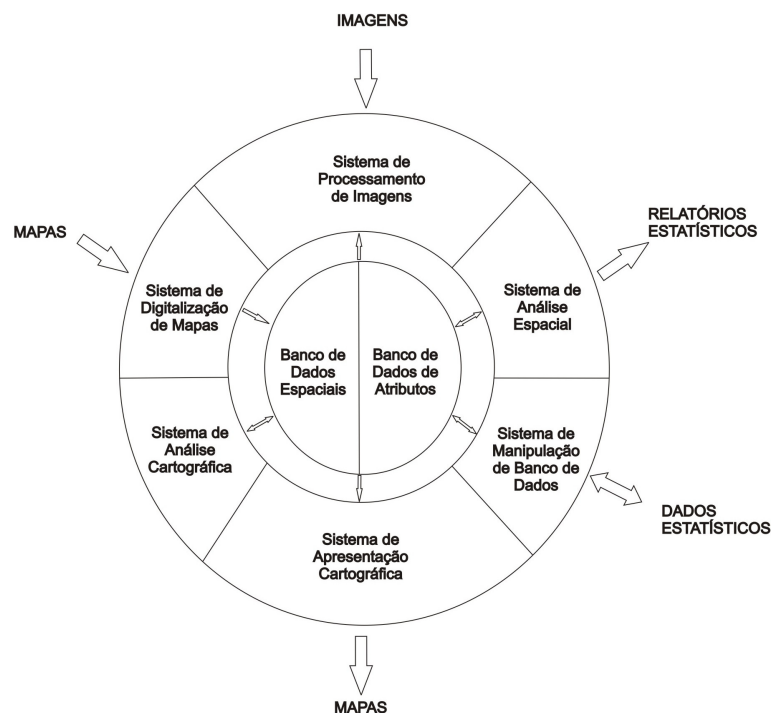 IMAGENS
Sistema de
Processamento
de Imagens
MAPAS
RELATÓRIOS
ESTATÍSTICOS
Sistema de
Digitalização
de Mapas
Sistema de
Análise
Espacial
Banco de
Dados
Espaciais
Banco de
Dados de
Atributos
Sistema de
Análise
Cartográfica
Sistema de
Manipulação
de Banco de
Dados
DADOS
ESTATÍSTICOS
Sistema de
Apresentação
Cartográfica
MAPAS